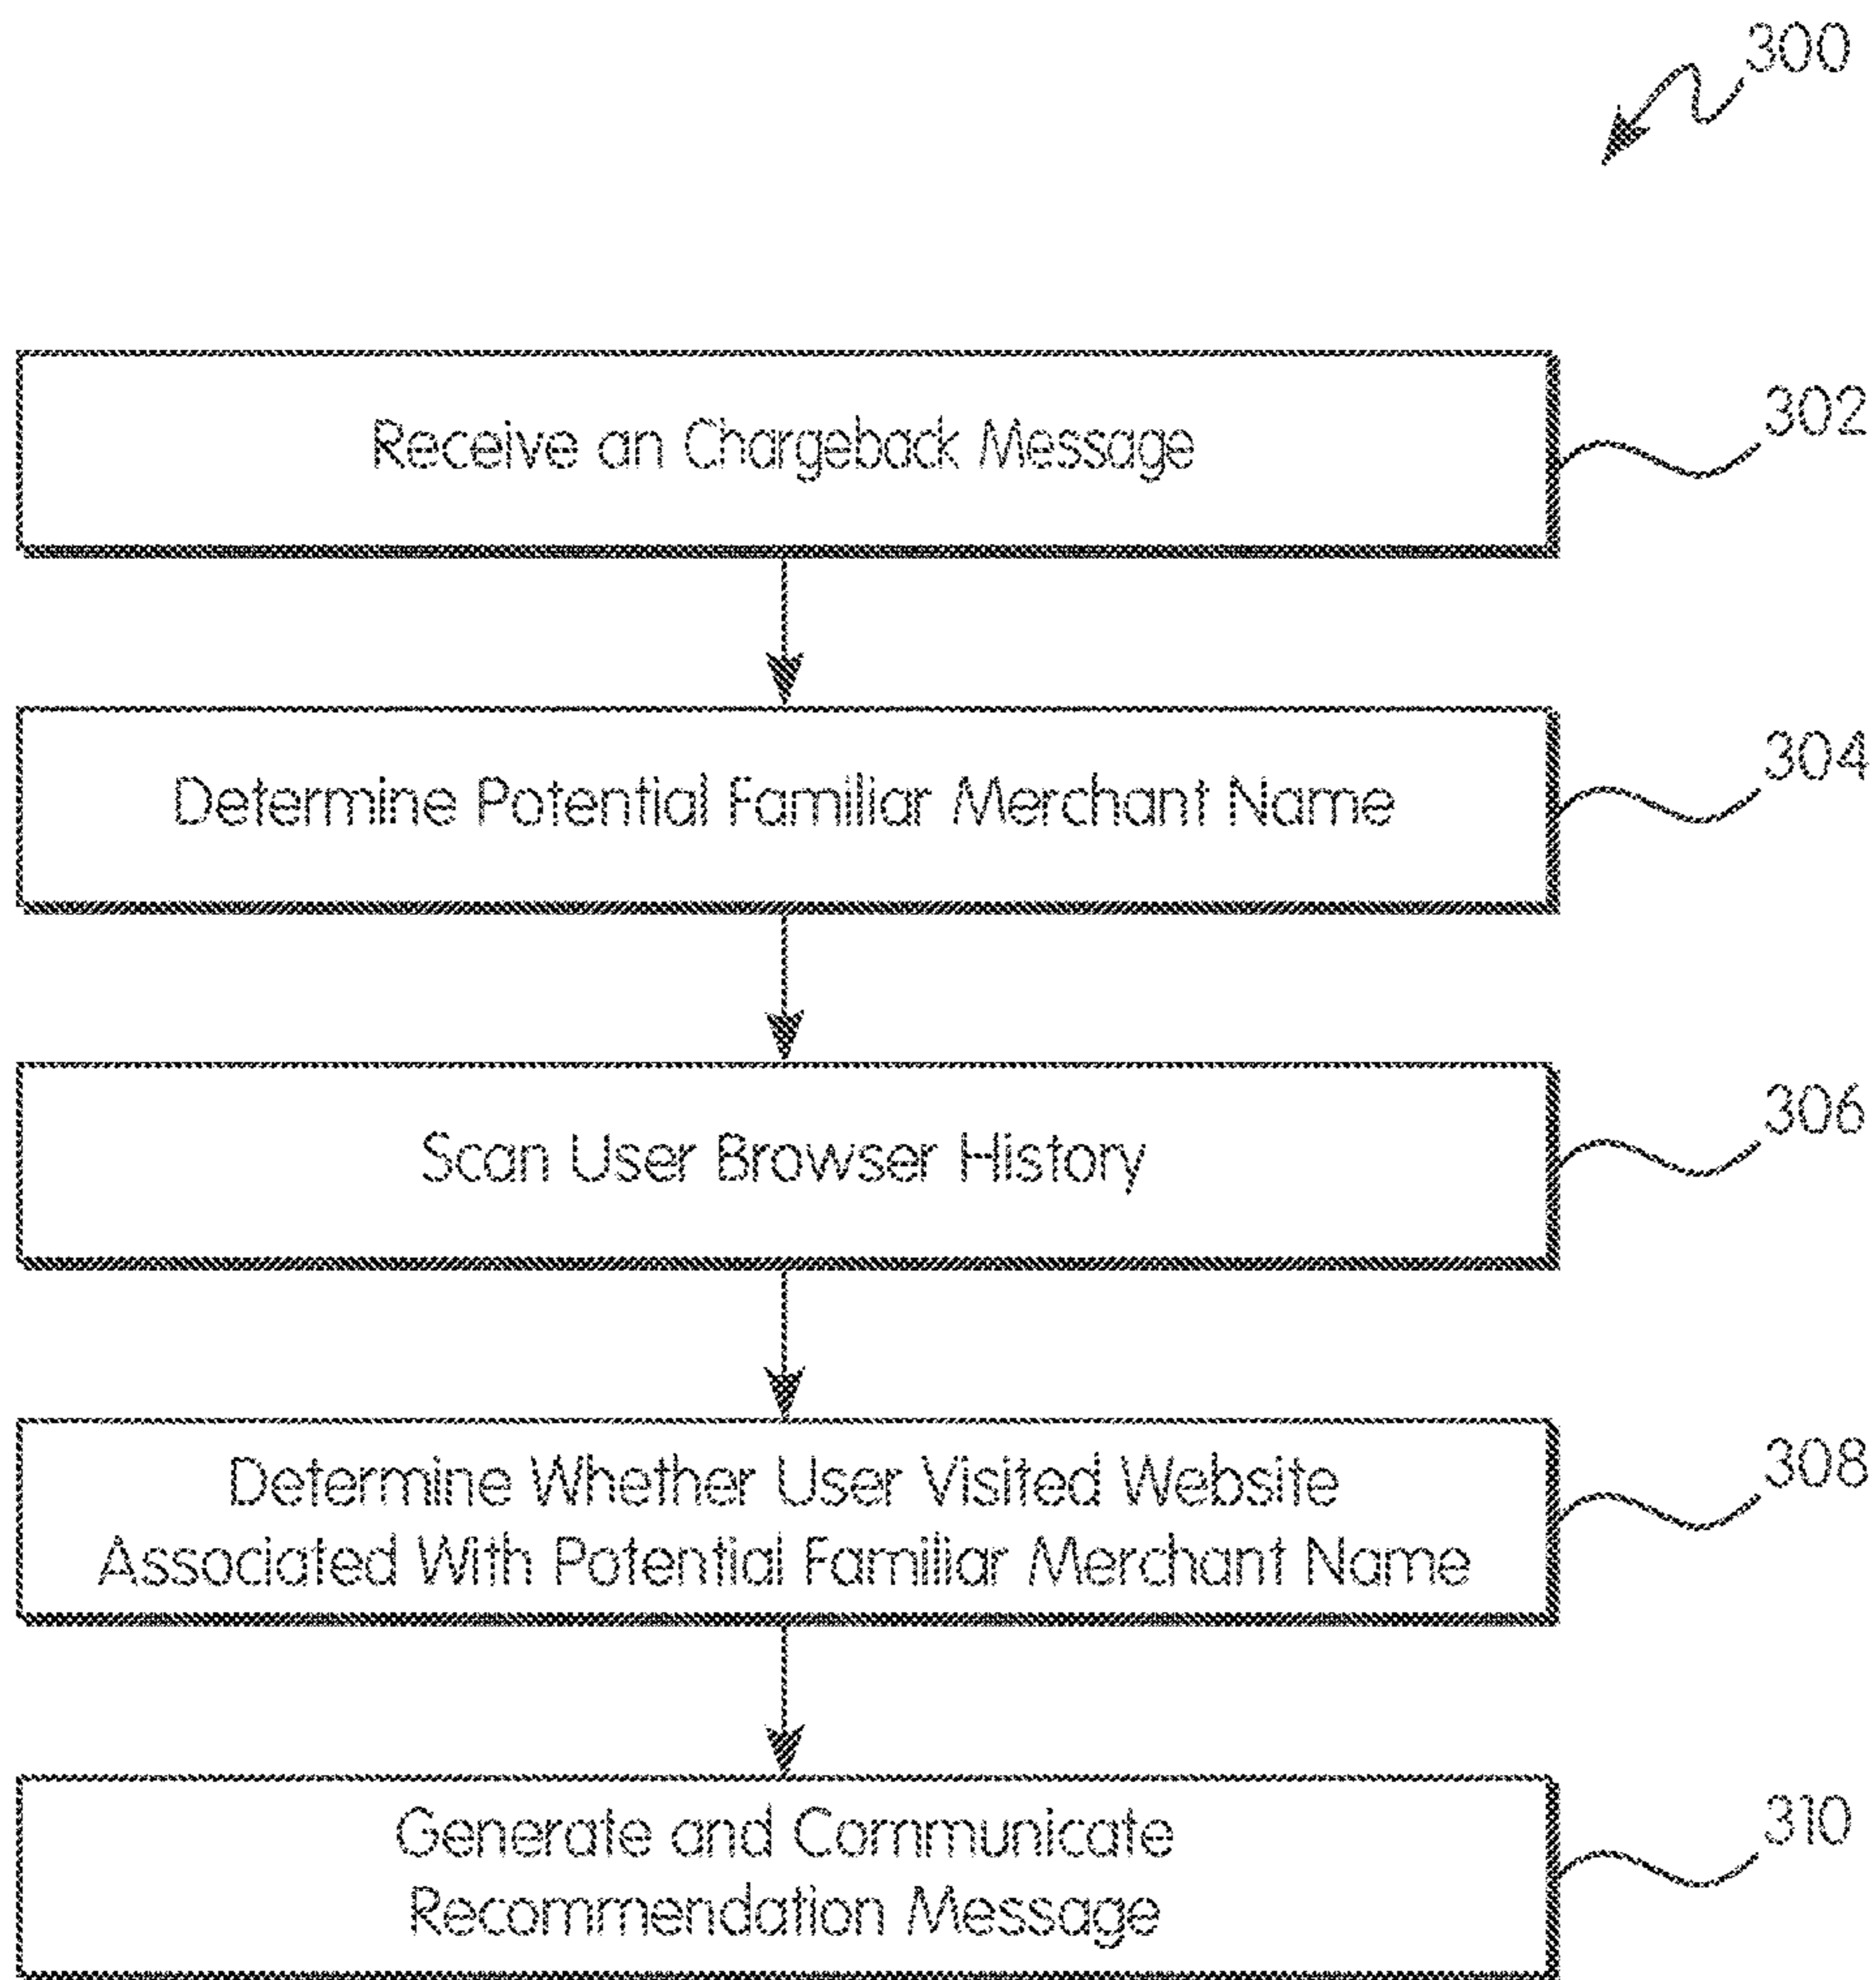 300
Receive an Chargeback Message
302
Determine Potential Familiar Merchant Name
304
Scan User Browser History
306
Determine Whether User Visited Website
Associated With Potential Familiar Merchant Name
308
Generate and Communicate
Recommendation Message
310